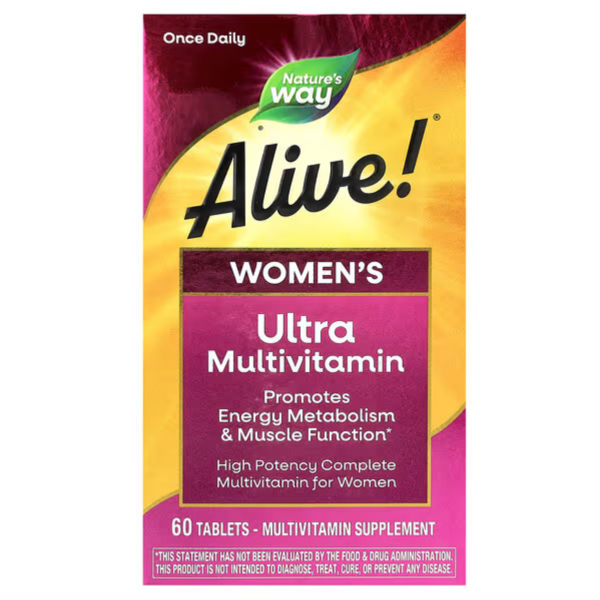 Once Daily
Nature's
way
Alive!
WOMEN'S
Ultra
Multivitamin
Promotes
Energy Metabolism
& Muscle Function*
High Potency Complete
Multivitamin for Women
60 TABLETS - MULTIVITAMIN SUPPLEMENT
*THIS STATEMENT HAS NOT BEEN EVALUATED BY THE FOOD & DRUG ADMINISTRATION.
THIS PRODUCT IS NOT INTENDED TO DIAGNOSE, TREAT, CURE, OR PREVENT ANY DISEASE.